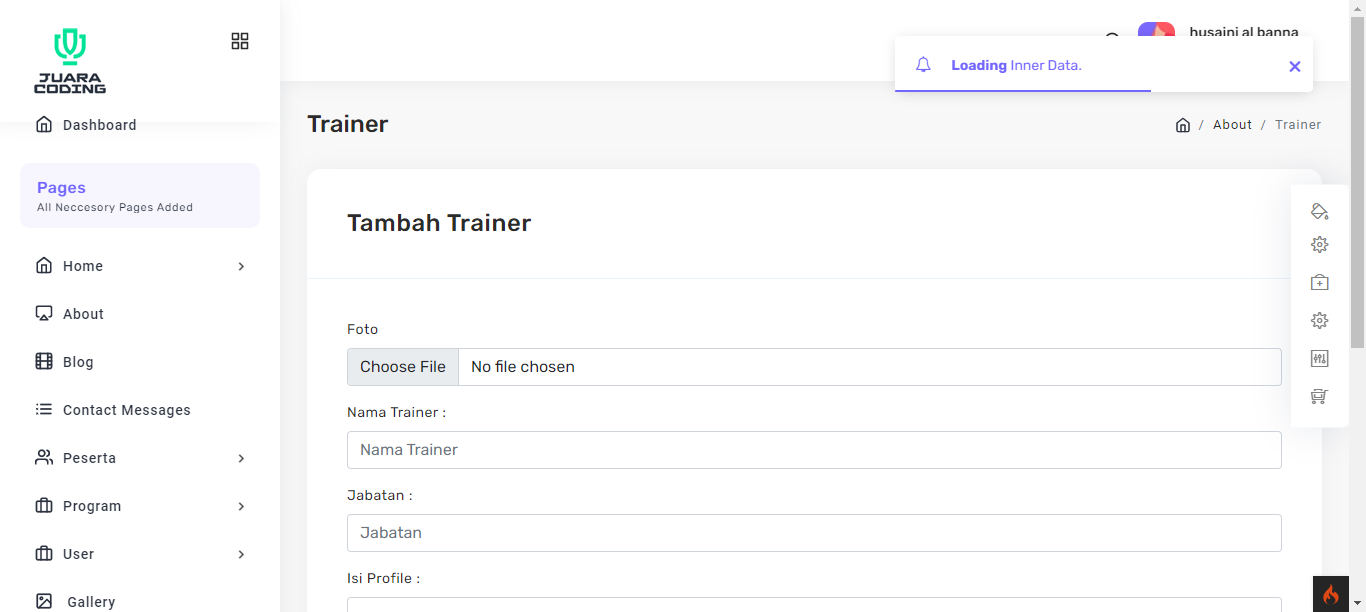 JUARA
CODING
Dashboard
Pages
All Neccesory Pages Added
Home
About
Blog
Contact Messages
Peserta
Program
User
Gallery
husaini al banna
Loading Inner Data.
Trainer
/ About / Trainer
Tambah Trainer
Foto
Choose File No file chosen
Nama Trainer :
Nama Trainer
Jabatan :
Jabatan
Isi Profile :